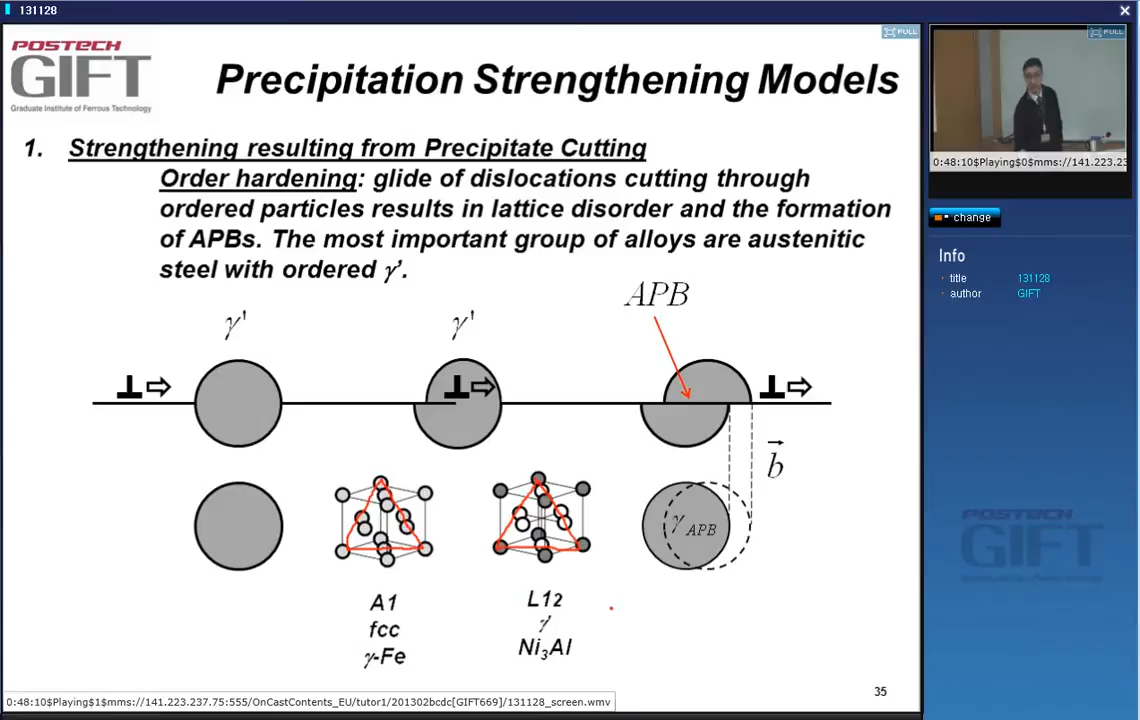 131128
POSTECH
GIFT
Graduate Institute of Ferrous Technology
Precipitation Strengthening Models
FULL
FULL
0:48:10$Playing$0$mms://141.223.23
change
Info
title 131128
author GIFT
1. Strengthening resulting from Precipitate Cutting
Order hardening: glide of dislocations cutting through
ordered particles results in lattice disorder and the formation
of APBs. The most important group of alloys are austenitic
steel with ordered γ'.
APB
γ' γ'
b
γ APB
A1
fcc
γ-Fe
L12
γ'
Ni3Al
POSTECH
GIFT
35
0:48:10$Playing$1$mms://141.223.237.75:555/OnCastContents_EU/tutor1/201302bcdc[GIFT669]/131128_screen.wmv